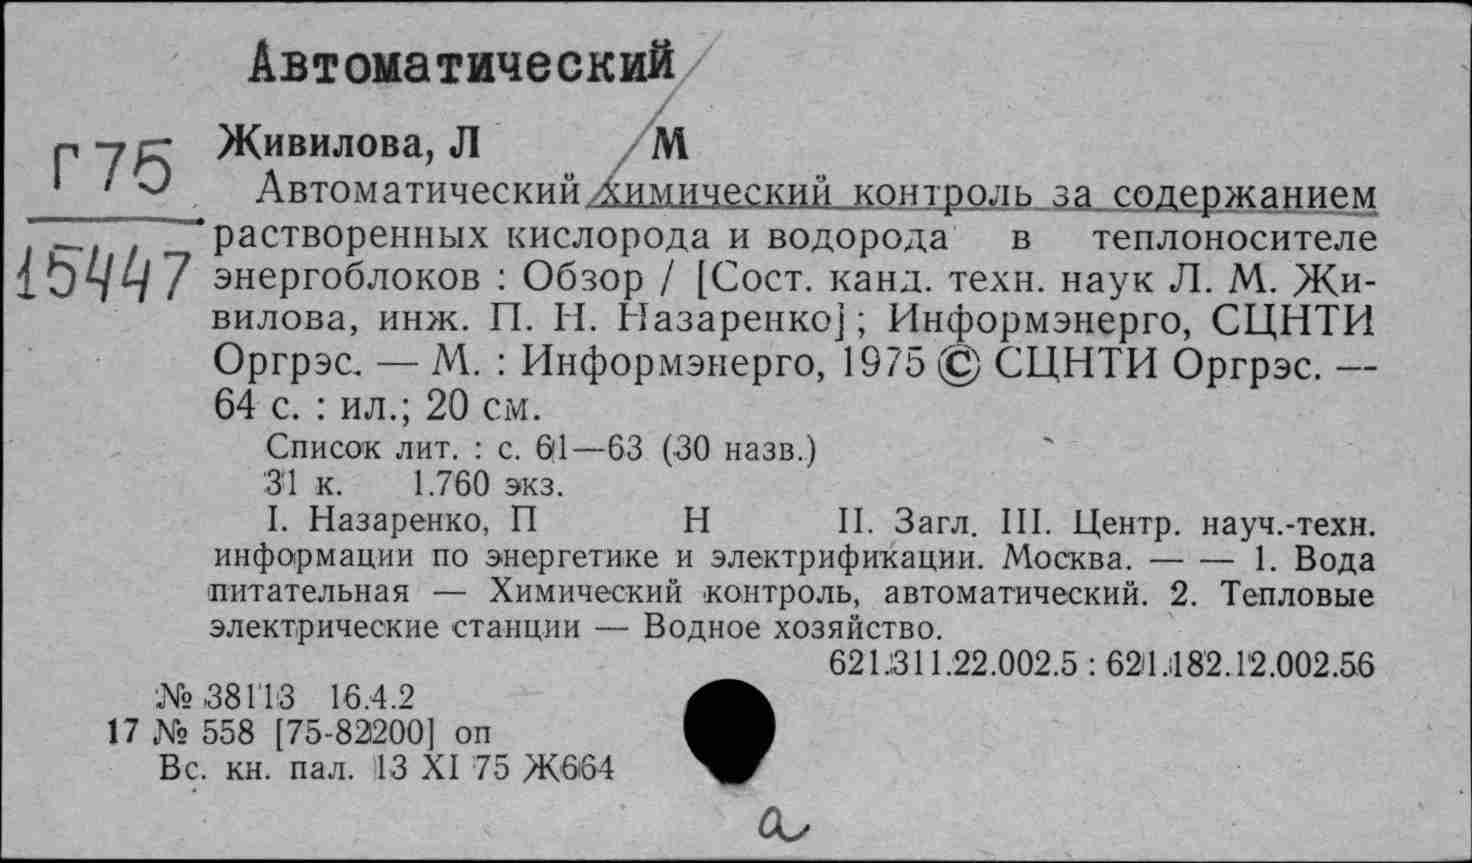 Автоматический
Г 75
15447
Живилова, Л М
Автоматический химический контроль за содержанием
растворенных кислорода и водорода в теплоносителе
энергоблоков : Обзор / [Сост. канд. техн. наук Л. М. Жи-
вилова, инж. П. Н. Назаренко] ; Информэнерго, СЦНТИ
Оргрэс. — М. : Информэнерго, 1975 © СЦНТИ Оргрэс. —
64 с. : ил.; 20 см.
Список лит. : с. 61—63 (30 назв.)
31 к. 1.760 экз.
I. Назаренко, П Н II. Загл. III. Центр. науч.-техн.
информации по энергетике и электрификации. Москва. — — 1. Вода
питательная — Химический контроль, автоматический. 2. Тепловые
электрические станции — Водное хозяйство.
621.311.22.002.5 : 621.182.12.002.56
№ 38113 16.4.2
17 № 558 [75-82200] оп
Вс. кн. пал. 13 XI 75 Ж664
а